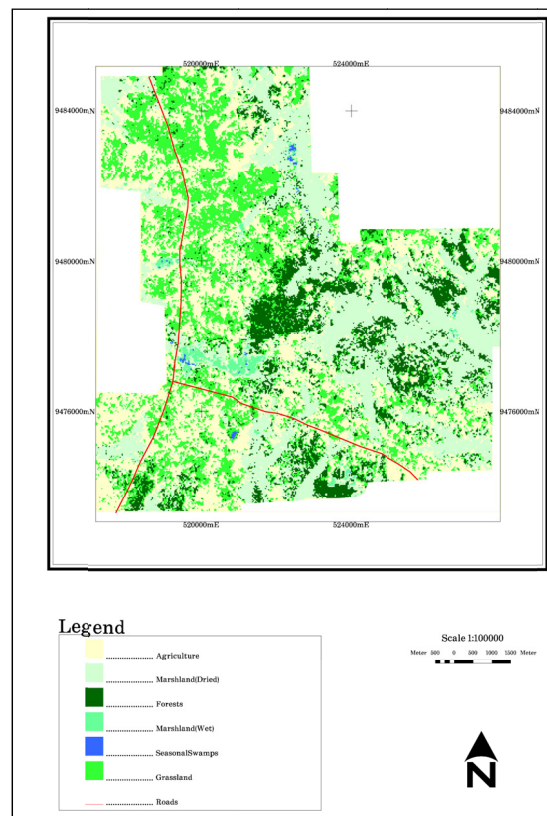 520000mE 524000mE
9484000mN 9484000mN
9480000mN 9480000mN
9476000mN 9476000mN
520000mE 524000mE
Legend
Agriculture
Marshland(Dried)
Forests
Marshland(Wet)
SeasonalSwamps
Grassland
Roads
Scale 1:100000
Meter 500 0 500 1000 1500 Meter
N